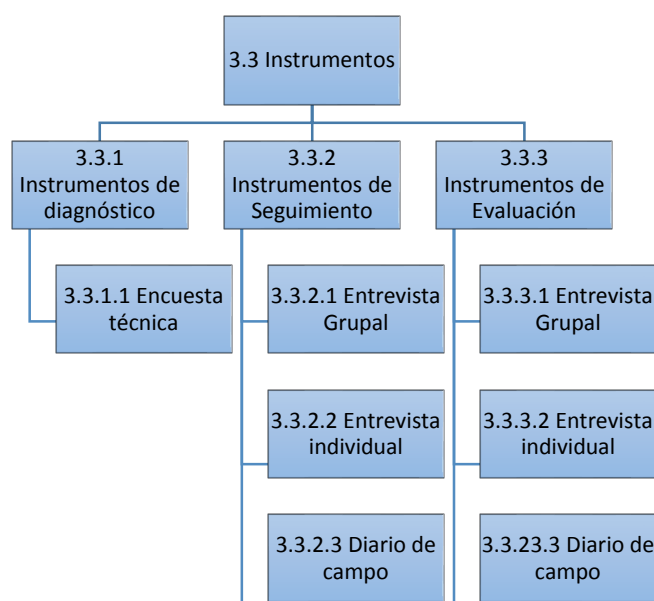 3.3 Instrumentos
3.3.1
Instrumentos de
diagnóstico
3.3.2
Instrumentos de
Seguimiento
3.3.3
Instrumentos de
Evaluación
3.3.1.1 Encuesta
técnica
3.3.2.1 Entrevista
Grupal
3.3.3.1 Entrevista
Grupal
3.3.2.2 Entrevista
individual
3.3.3.2 Entrevista
individual
3.3.2.3 Diario de
campo
3.3.23.3 Diario de
campo